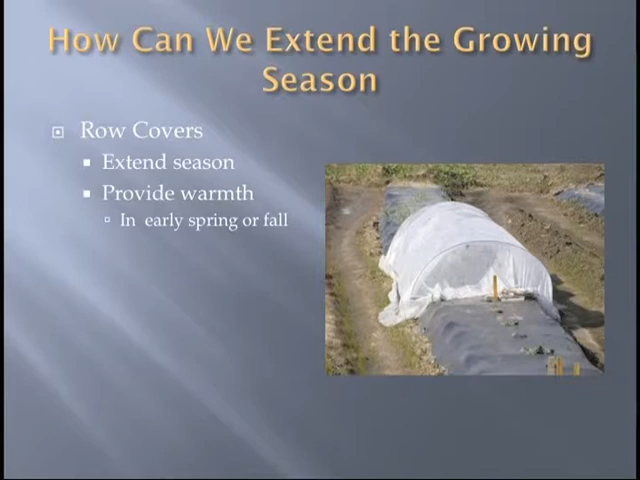 How Can We Extend the Growing
Season
Row Covers
Extend season
Provide warmth
In early spring or fall